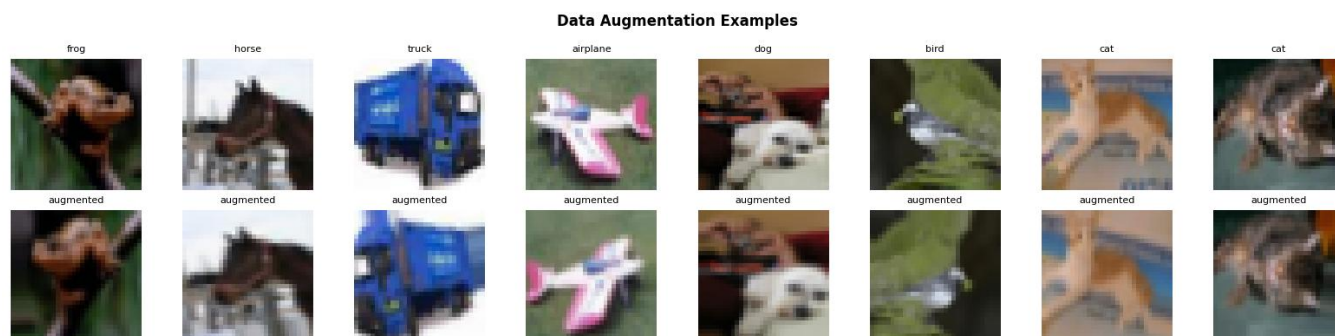 Data Augmentation Examples
frog horse truck airplane dog bird cat cat
augmented augmented augmented augmented augmented augmented augmented augmented